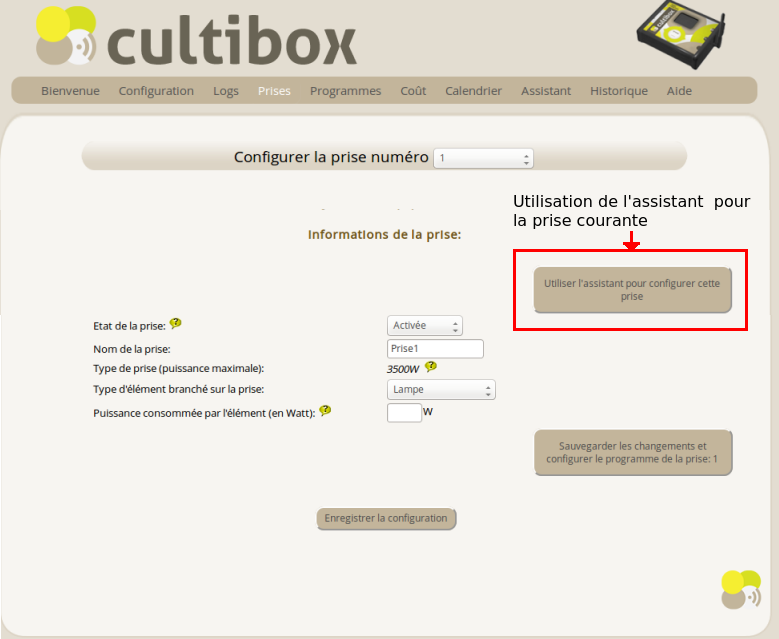 cultibox
Bienvenue Configuration Logs Prises Programmes Coût Calendrier Assistant Historique Aide
Configurer la prise numéro 1
Utilisation de l'assistant pour
la prise courante
Informations de la prise:
Utiliser l'assistant pour configurer cette
prise
Etat de la prise: ? Activée
Nom de la prise: Prise1
Type de prise (puissance maximale): 3500W ?
Type d'élément branché sur la prise: Lampe
Puissance consommée par l'élément (en Watt): ? W
Sauvegarder les changements et
configurer le programme de la prise: 1
Enregistrer la configuration